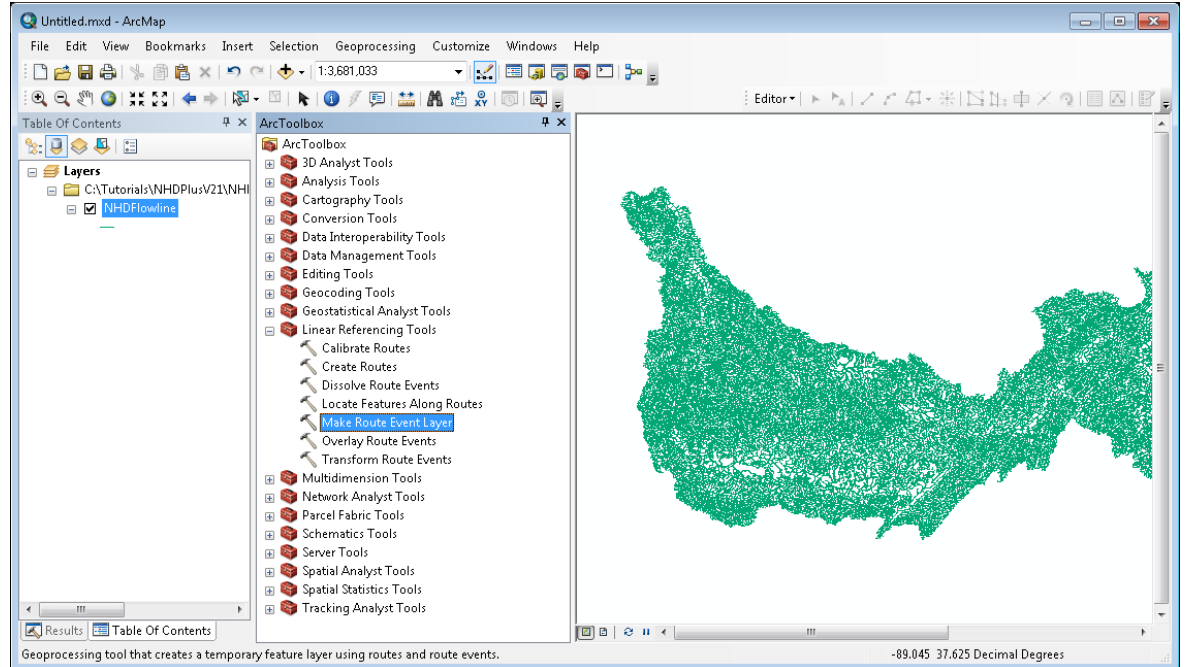 Untitled.mxd - ArcMap
File Edit View Bookmarks Insert Selection Geoprocessing Customize Windows Help
1:3,681,033
Editor
Table Of Contents
Layers
C:\Tutorials\NHDPlusV21\NHI
NHDFlowline
ArcToolbox
ArcToolbox
3D Analyst Tools
Analysis Tools
Cartography Tools
Conversion Tools
Data Interoperability Tools
Data Management Tools
Editing Tools
Geocoding Tools
Geostatistical Analyst Tools
Linear Referencing Tools
Calibrate Routes
Create Routes
Dissolve Route Events
Locate Features Along Routes
Make Route Event Layer
Overlay Route Events
Transform Route Events
Multidimension Tools
Network Analyst Tools
Parcel Fabric Tools
Schematics Tools
Server Tools
Spatial Analyst Tools
Spatial Statistics Tools
Tracking Analyst Tools
Results Table Of Contents
Geoprocessing tool that creates a temporary feature layer using routes and route events.
-89.045 37.625 Decimal Degrees